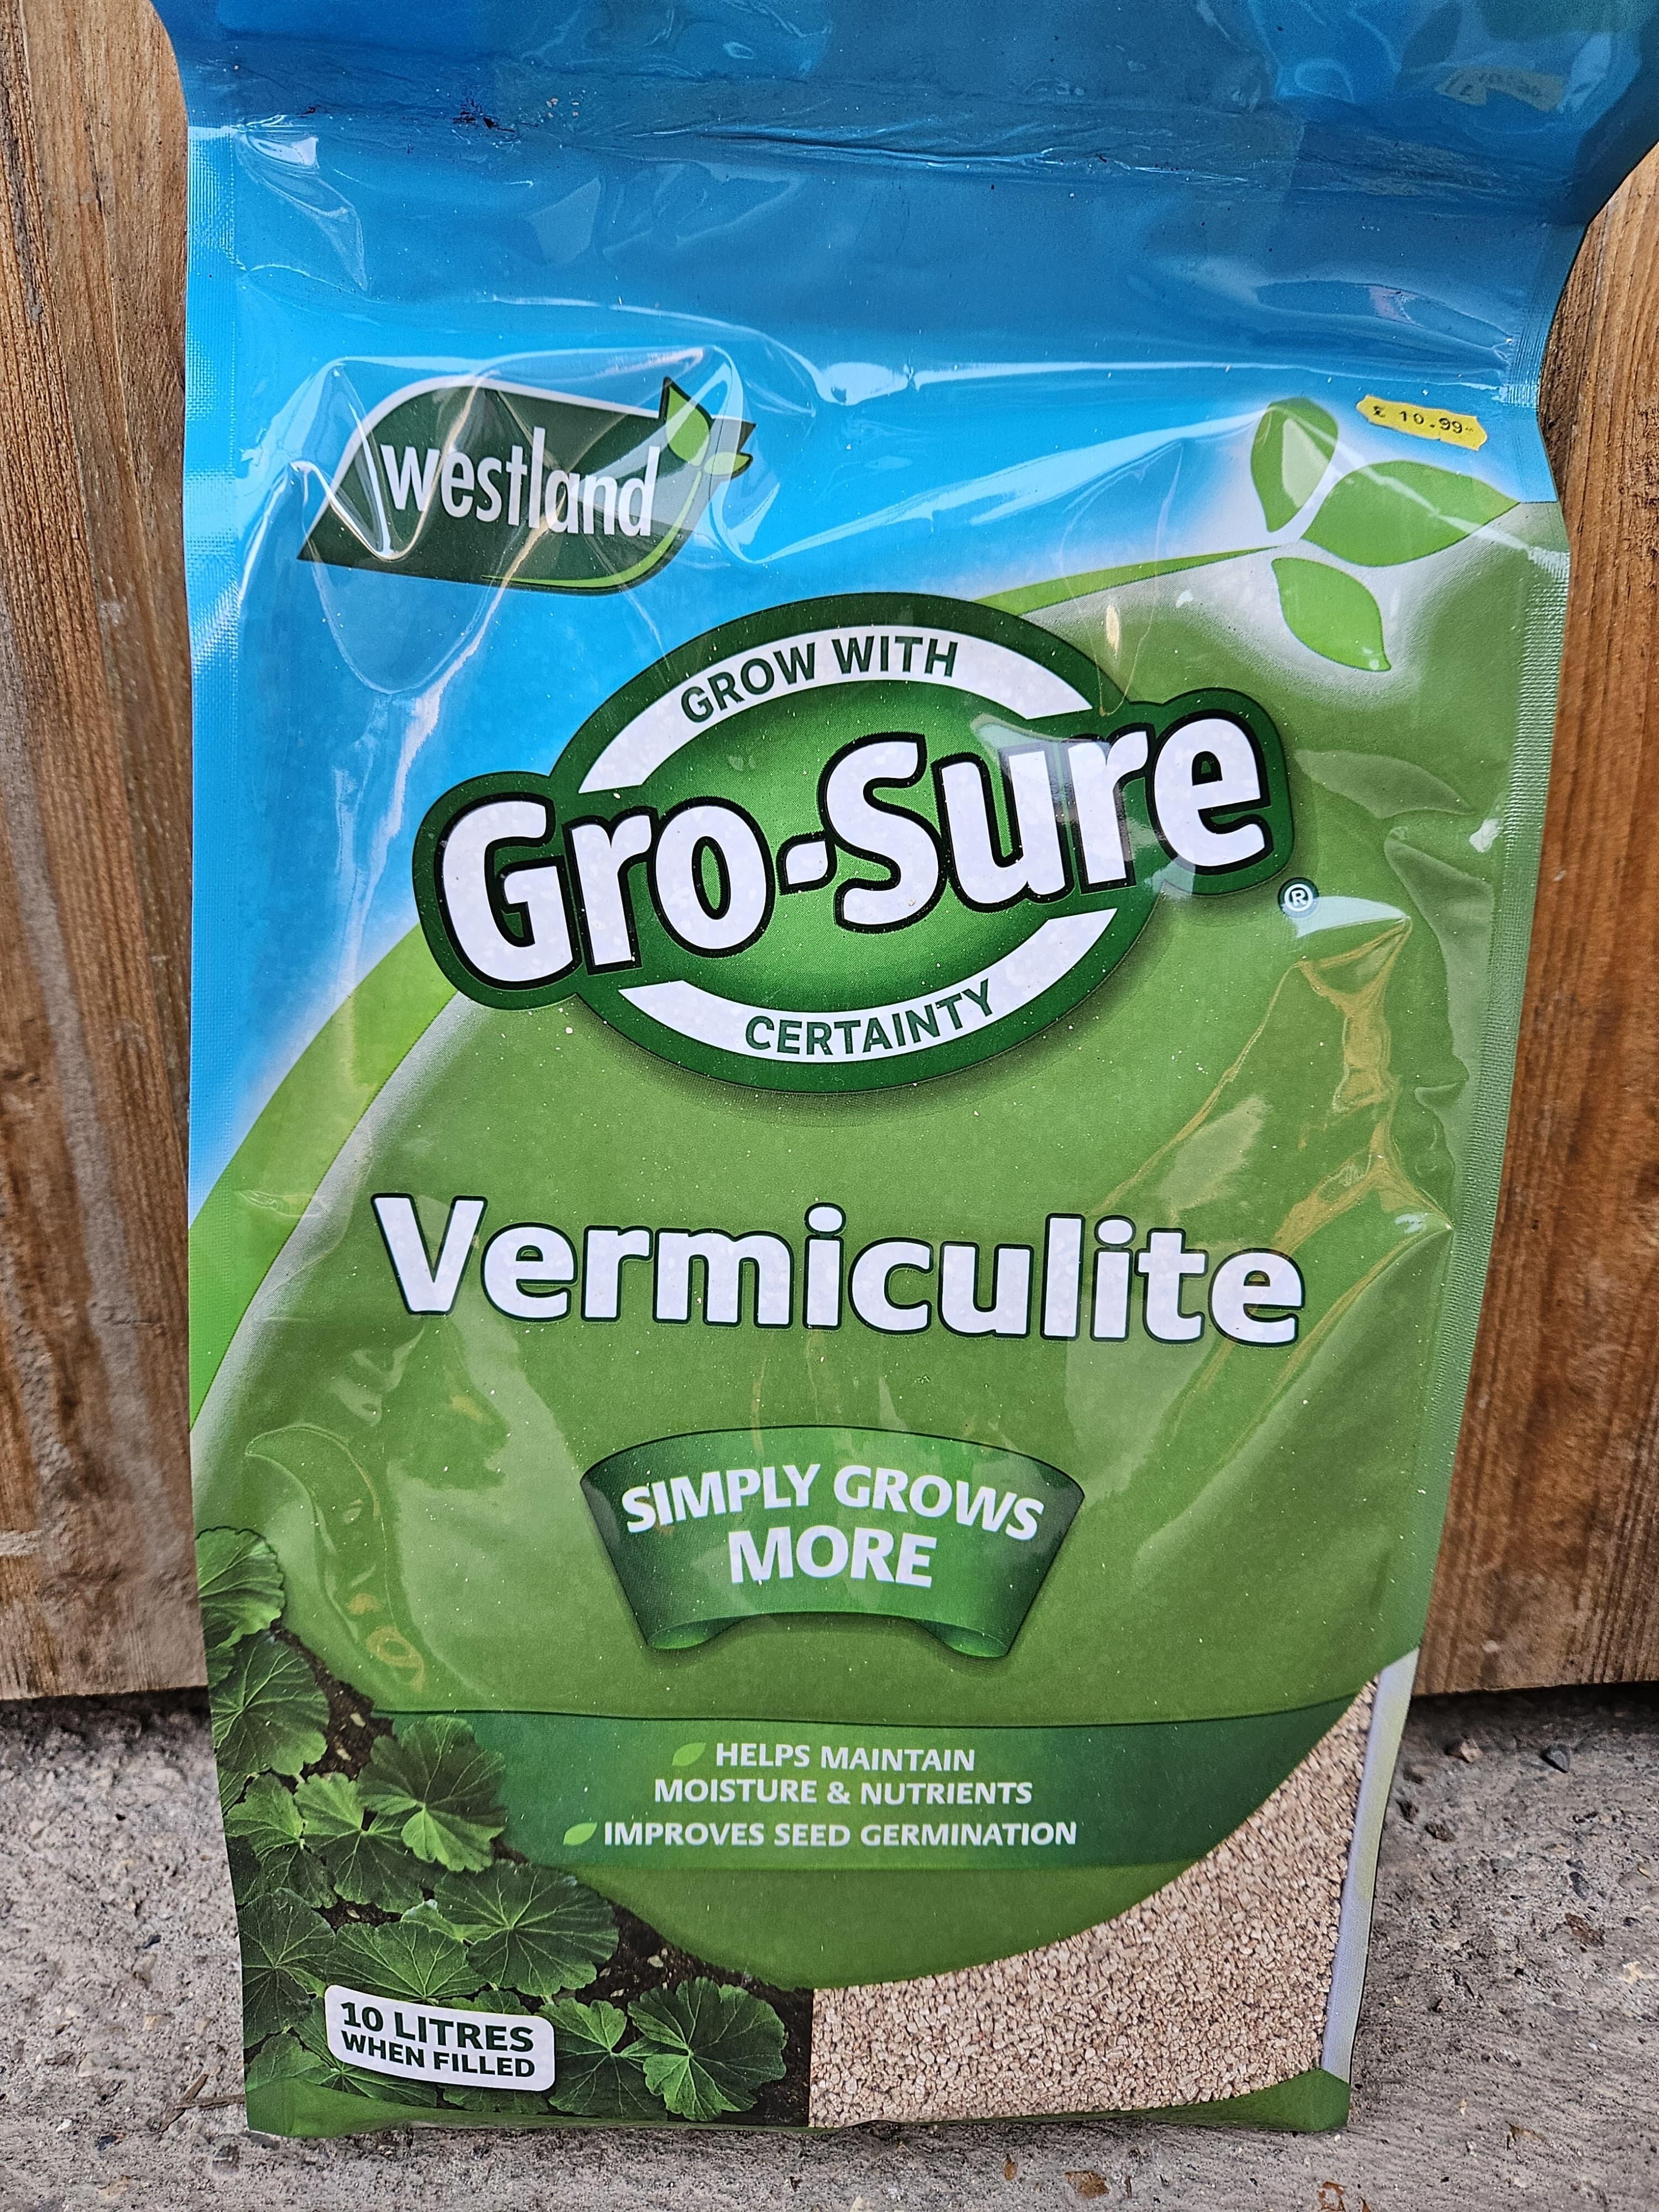 westland
£ 10.99
GROW WITH
Gro-Sure
®
CERTAINTY
Vermiculite
SIMPLY GROWS
MORE
HELPS MAINTAIN
MOISTURE & NUTRIENTS
IMPROVES SEED GERMINATION
10 LITRES
WHEN FILLED